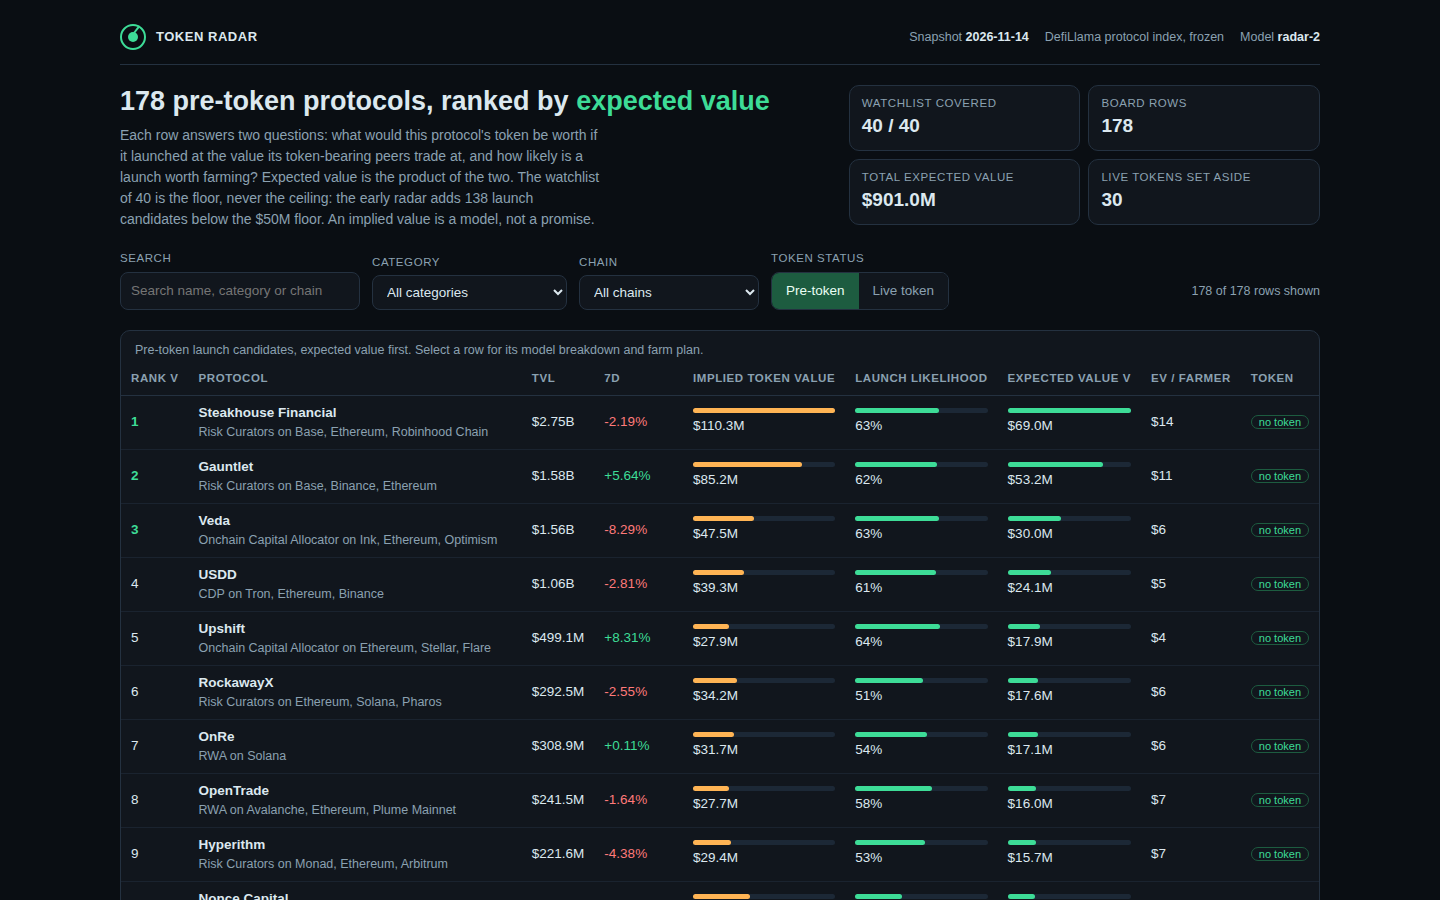 TOKEN RADAR
Snapshot 2026-11-14 DefiLlama protocol index, frozen Model radar-2
178 pre-token protocols, ranked by expected value
Each row answers two questions: what would this protocol's token be worth if
it launched at the value its token-bearing peers trade at, and how likely is a
launch worth farming? Expected value is the product of the two. The watchlist
of 40 is the floor, never the ceiling: the early radar adds 138 launch
candidates below the $50M floor. An implied value is a model, not a promise.
WATCHLIST COVERED
40 / 40
BOARD ROWS
178
TOTAL EXPECTED VALUE
$901.0M
LIVE TOKENS SET ASIDE
30
SEARCH
Search name, category or chain
CATEGORY
All categories
CHAIN
All chains
TOKEN STATUS
Pre-token Live token
178 of 178 rows shown
Pre-token launch candidates, expected value first. Select a row for its model breakdown and farm plan.
RANK V PROTOCOL TVL 7D IMPLIED TOKEN VALUE LAUNCH LIKELIHOOD EXPECTED VALUE V EV / FARMER TOKEN
1 Steakhouse Financial $2.75B -2.19% $110.3M 63% $69.0M $14 no token
Risk Curators on Base, Ethereum, Robinhood Chain
2 Gauntlet $1.58B +5.64% $85.2M 62% $53.2M $11 no token
Risk Curators on Base, Binance, Ethereum
3 Veda $1.56B -8.29% $47.5M 63% $30.0M $6 no token
Onchain Capital Allocator on Ink, Ethereum, Optimism
4 USDD $1.06B -2.81% $39.3M 61% $24.1M $5 no token
CDP on Tron, Ethereum, Binance
5 Upshift $499.1M +8.31% $27.9M 64% $17.9M $4 no token
Onchain Capital Allocator on Ethereum, Stellar, Flare
6 RockawayX $292.5M -2.55% $34.2M 51% $17.6M $6 no token
Risk Curators on Ethereum, Solana, Pharos
7 OnRe $308.9M +0.11% $31.7M 54% $17.1M $6 no token
RWA on Solana
8 OpenTrade $241.5M -1.64% $27.7M 58% $16.0M $7 no token
RWA on Avalanche, Ethereum, Plume Mainnet
9 Hyperithm $221.6M -4.38% $29.4M 53% $15.7M $7 no token
Risk Curators on Monad, Ethereum, Arbitrum
Nonce Capital